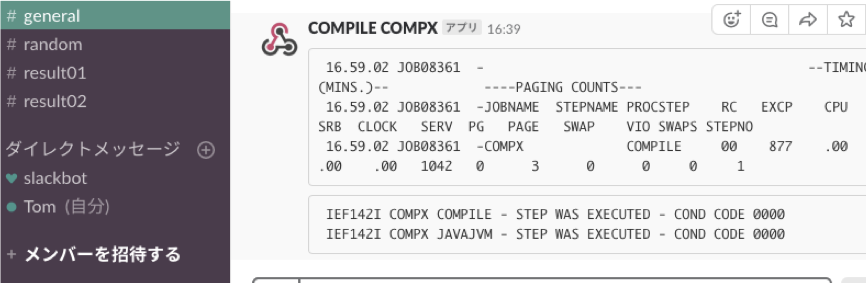 # general
# random
# result01
# result02
ダイレクトメッセージ
slackbot
Tom (自分)
+ メンバーを招待する
COMPILE COMPX アプリ 16:39
16.59.02 JOB08361 - --TIMING
(MINS.)-- ----PAGING COUNTS---
16.59.02 JOB08361 -JOBNAME STEPNAME PROCSTEP RC EXCP CPU
SRB CLOCK SERV PG PAGE SWAP VIO SWAPS STEPNO
16.59.02 JOB08361 -COMPX COMPILE 00 877 .00
.00 .00 1042 0 3 0 0 0 1
IEF142I COMPX COMPILE - STEP WAS EXECUTED - COND CODE 0000
IEF142I COMPX JAVAJVM - STEP WAS EXECUTED - COND CODE 0000